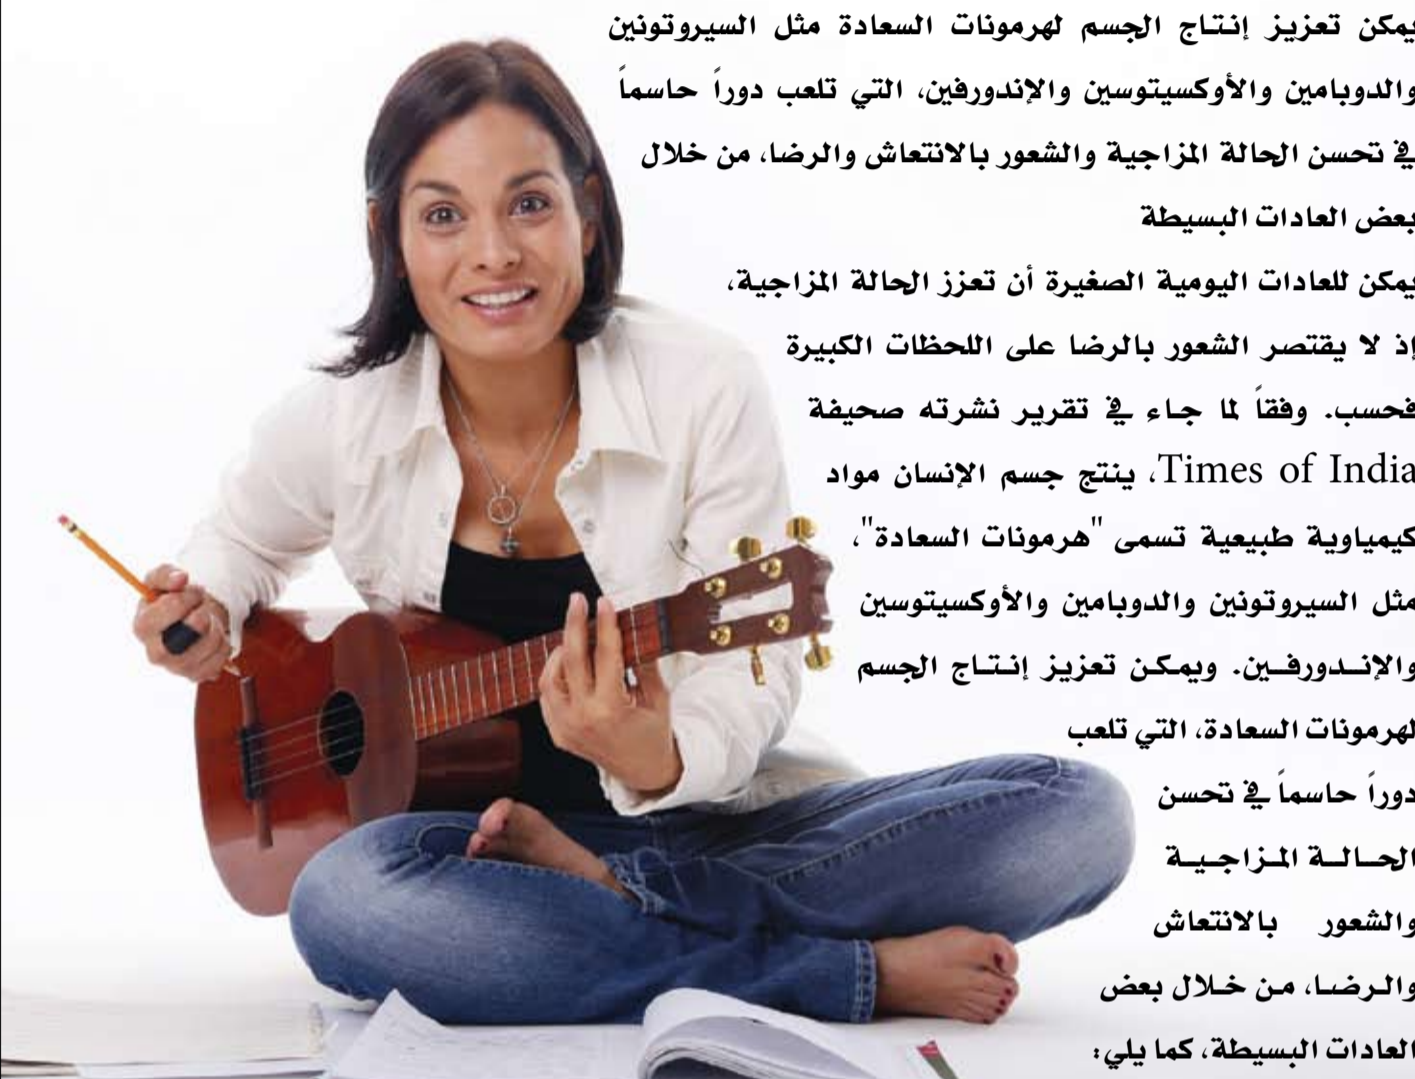 يمكن تعزيز إنتاج الجسم لهرمونات السعادة مثل السيروتونين
والدوبامين والأوكسيتوسين والإندورفين، التي تلعب دوراً حاسماً
في تحسن الحالة المزاجية والشعور بالانتعاش والرضا، من خلال
بعض العادات البسيطة
يمكن للعادات اليومية الصغيرة أن تعزز الحالة المزاجية،
إذ لا يقتصر الشعور بالرضا على اللحظات الكبيرة
فحسب. وفقاً لما جاء في تقرير نشرته صحيفة
Times of India، ينتج جسم الإنسان مواد
كيمياوية طبيعية تسمى "هرمونات السعادة"،
مثل السيروتونين والدوبامين والأوكسيتوسين
والإندورفين. ويمكن تعزيز إنتاج الجسم
لهرمونات السعادة، التي تلعب
دوراً حاسماً في تحسن
الحالة المزاجية
والشعور بالانتعاش
والرضا، من خلال بعض
العادات البسيطة، كما يلي: